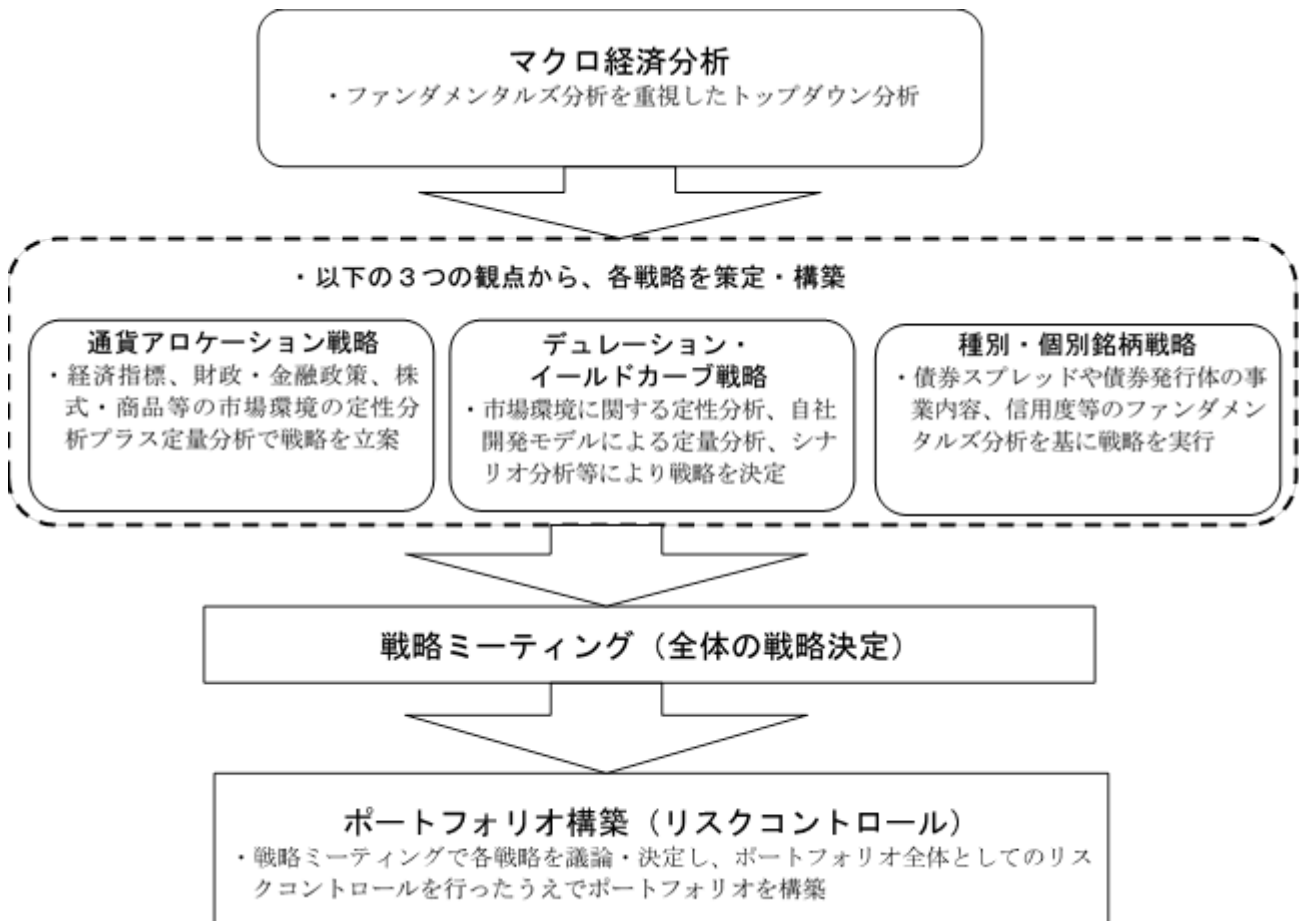 マクロ経済分析
・ファンダメンタルズ分析を重視したトップダウン分析
・以下の３つの観点から、各戦略を策定・構築
通貨アロケーション戦略
・経済指標、財政・金融政策、株
式・商品等の市場環境の定性分
析プラス定量分析で戦略を立案
デュレーション・
イールドカーブ戦略
・市場環境に関する定性分析、自社
開発モデルによる定量分析、シナ
リオ分析等により戦略を決定
種別・個別銘柄戦略
・債券スプレッドや債券発行体の事
業内容、信用度等のファンダメン
タルズ分析を基に戦略を実行
戦略ミーティング（全体の戦略決定）
ポートフォリオ構築（リスクコントロール）
・戦略ミーティングで各戦略を議論・決定し、ポートフォリオ全体としてのリス
クコントロールを行ったうえでポートフォリオを構築